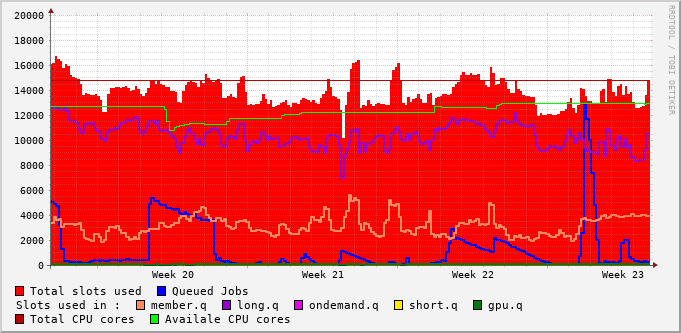 20000
18000
16000
14000
12000
10000
8000
6000
4000
2000
0
Week 20 Week 21 Week 22 Week 23
RRDTOOL / TOBI OETIKER
Total slots used Queued Jobs
Slots used in : member.q long.q ondemand.q short.q gpu.q
Total CPU cores Availale CPU cores